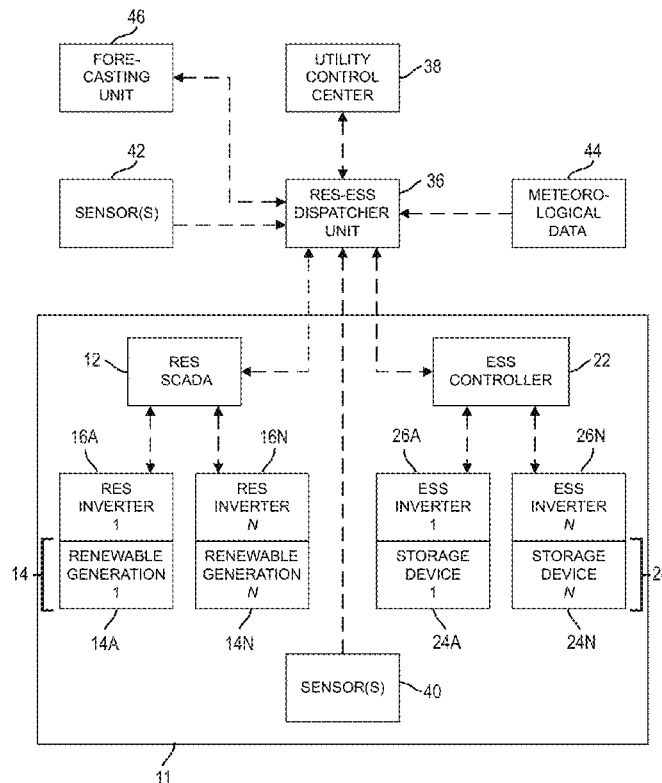 46
FORE-
CASTING
UNIT
UTILITY
CONTROL
CENTER
38
42
SENSOR(S)
RES-ESS
DISPATCHER
UNIT
36
44
METEORO-
LOGICAL
DATA
12
RES
SCADA
ESS
CONTROLLER
22
16A
RES
INVERTER
1
16N
RES
INVERTER
N
26A
ESS
INVERTER
1
26N
ESS
INVERTER
N
14
RENEWABLE
GENERATION
1
RENEWABLE
GENERATION
N
STORAGE
DEVICE
1
STORAGE
DEVICE
N
2
14A
14N
24A
24N
SENSOR(S)
40
11